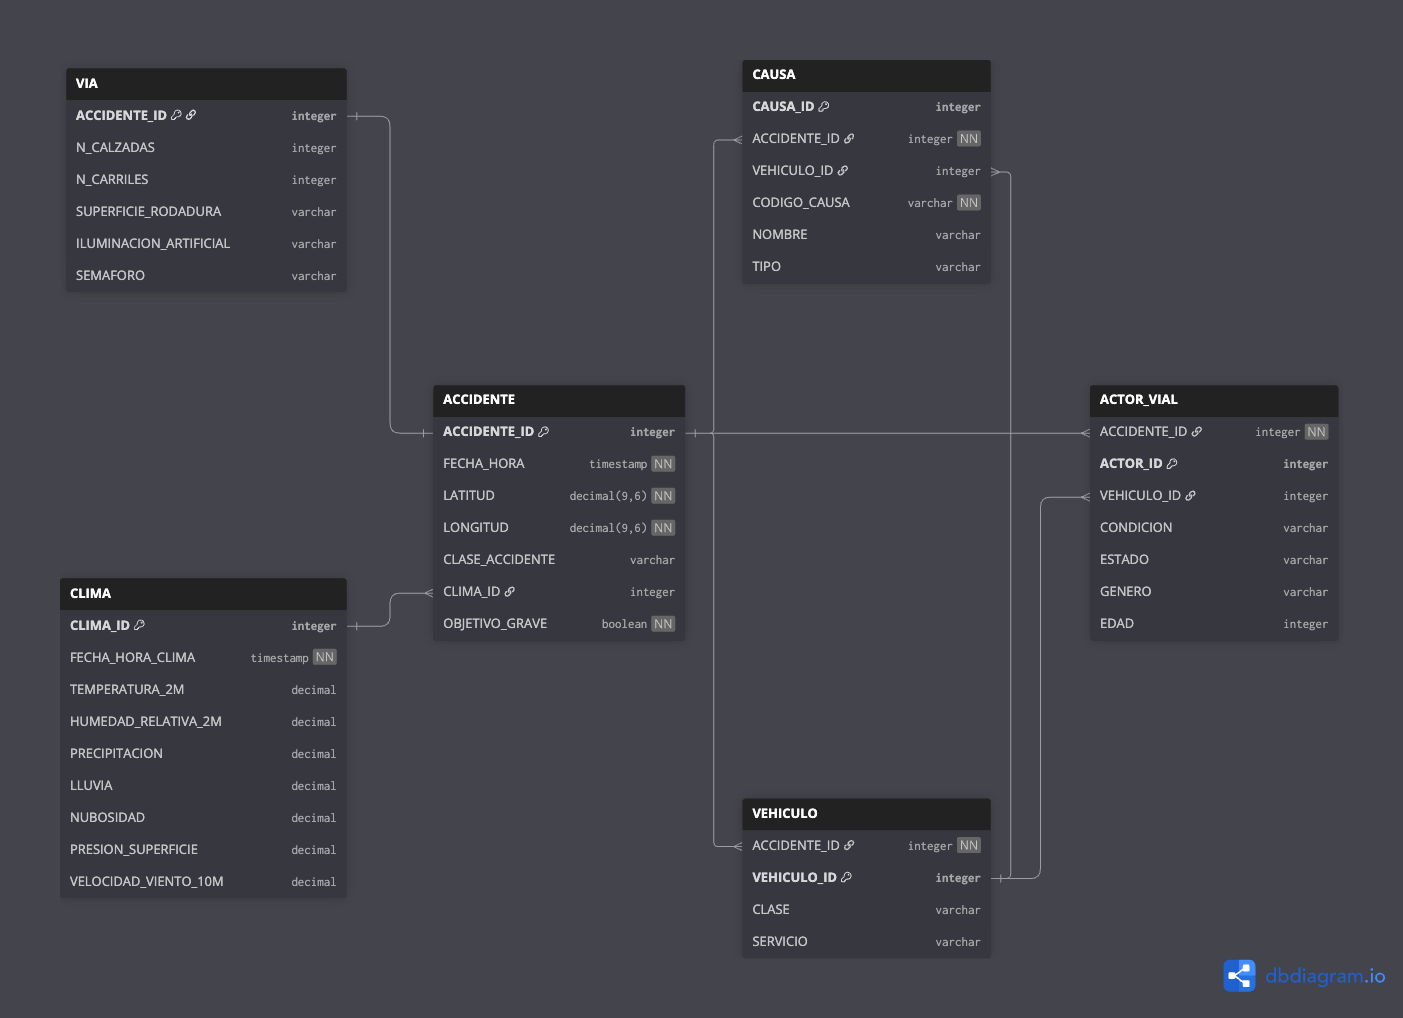 VIA
ACCIDENTE_ID integer
N_CALZADAS integer
N_CARRILES integer
SUPERFICIE_RODADURA varchar
ILUMINACION_ARTIFICIAL varchar
SEMAFORO varchar
CAUSA
CAUSA_ID integer
ACCIDENTE_ID integer NN
VEHICULO_ID integer
CODIGO_CAUSA varchar NN
NOMBRE varchar
TIPO varchar
ACCIDENTE
ACCIDENTE_ID integer
FECHA_HORA timestamp NN
LATITUD decimal(9,6) NN
LONGITUD decimal(9,6) NN
CLASE_ACCIDENTE varchar
CLIMA_ID integer
OBJETIVO_GRAVE boolean NN
ACTOR_VIAL
ACCIDENTE_ID integer NN
ACTOR_ID integer
VEHICULO_ID integer
CONDICION varchar
ESTADO varchar
GENERO varchar
EDAD integer
CLIMA
CLIMA_ID integer
FECHA_HORA_CLIMA timestamp NN
TEMPERATURA_2M decimal
HUMEDAD_RELATIVA_2M decimal
PRECIPITACION decimal
LLUVIA decimal
NUBOSIDAD decimal
PRESION_SUPERFICIE decimal
VELOCIDAD_VIENTO_10M decimal
VEHICULO
ACCIDENTE_ID integer NN
VEHICULO_ID integer
CLASE varchar
SERVICIO varchar
dbdiagram.io